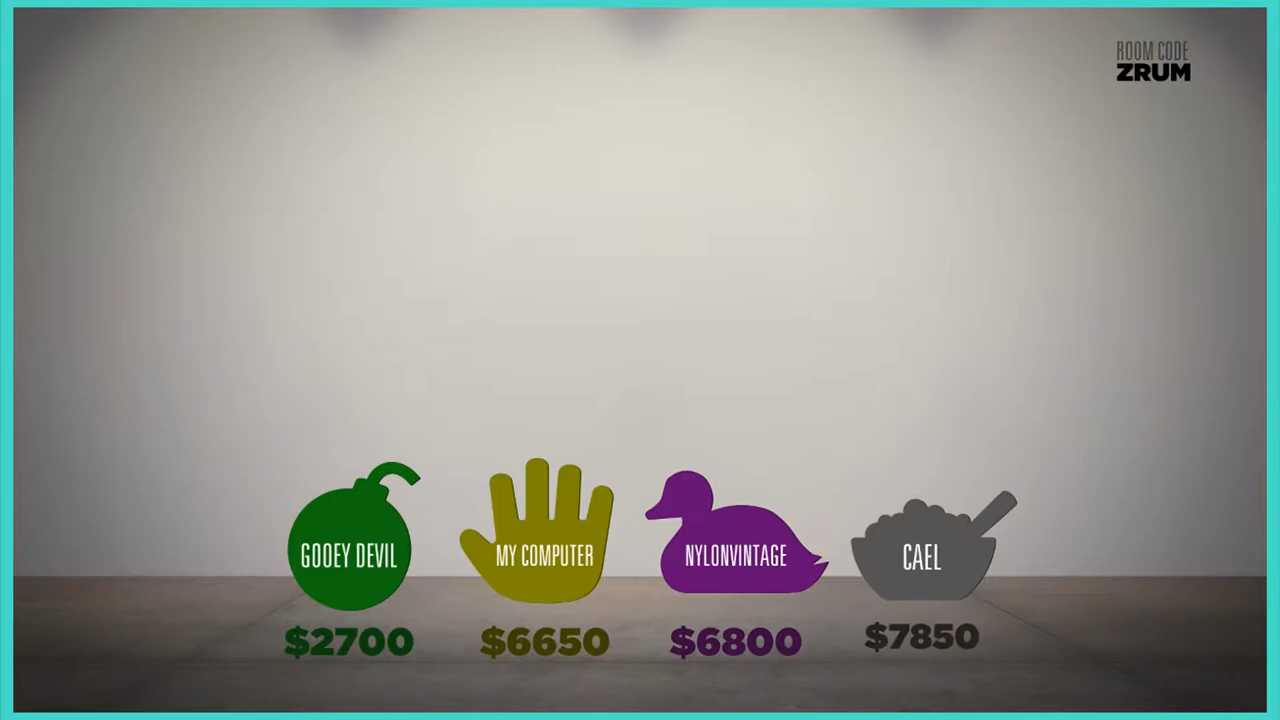 ROOM CODE
ZRUM
GOOEY DEVIL
MY COMPUTER
NYLONVINTAGE
CAEL
$2700
$6650
$6800
$7850